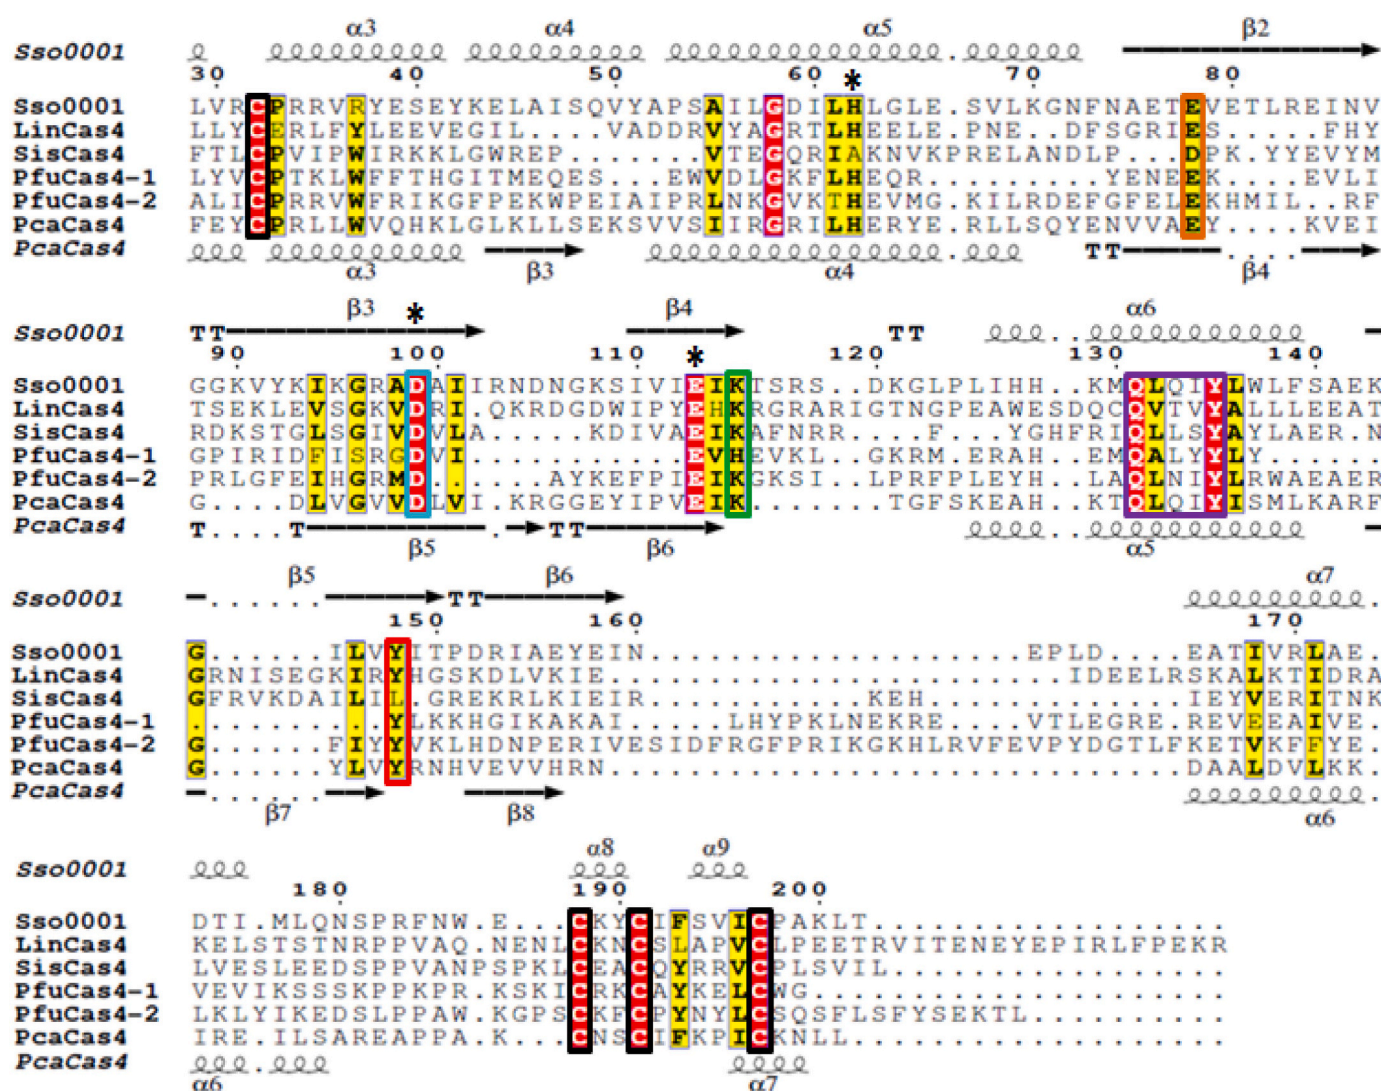 α3 α4 α5 β2
Sso0001
30 40 50 60 * 70 80
Sso0001 LVRCPRRVRYESEYKELAISQVYAPSAILGDILHLGLE.SVLKGNFNAETEVETLREINV
LinCas4 LLYCERLFYLEEVEGIL....VADDRVYAGRTLHEELE.PNE..DFSGRIES.....FHY
SisCas4 FTLCPVIPWIRKKLGWREP.......VTEGQRIAKNVKPRELANDLP...DPK.YYEVYM
PfuCas4-1 LYVCPTKLWFFTHGITMEQES...EWVDLGKFLHEQR.........YENEEK...LEVLI
PfuCas4-2 ALICPRRVWFRIKGFPEKWPEIAIPRLNKGVKTHEVMG.KILRDEFGFELEKHMIL..RF
PcaCas4 FEYCPRLLWVQHKLGLKLLSEKSVVSIIRGRILHERYE.RLLSQYENVVAEY....KVEI
PcaCas4 TT
α3 β3 α4 β4
β3 * β4 α6
Sso0001 TT TT
90 100 110 * 120 130 140
Sso0001 GGKVYKIKGRADAIIRNDNGKSIVIEIKTSRS..DKGLPLIHH..KMQLQIYLWLFSAEK
LinCas4 TSEKLEVSGKVDRI.QKRDGDWIPYEHKRGRARIGTNGPEAWESDQCQVTVYALLLEEAT
SisCas4 RDKSTGLSGIVDVLA.....KDIVAEIKAFNRR....F...YGHFRIQLLSYAYLAER.N
PfuCas4-1 GPIRIDFISRGDVI..........EVHEVKL..GKRM.ERAH..EMQALYYLY.......
PfuCas4-2 PRLGFEIHGRMD......AYKEFPIEIKGKSI..LPRFPLEYH..LAQLNIYLRWAEAER
PcaCas4 G....DLVGVVDLVI.KRGGEYIPVEIK.......TGFSKEAH..KTQLQIYISMLKARF
PcaCas4 T....T TT
β5 β6 α5
β5 β6 α7
Sso0001 ...... TT
150 160 170
Sso0001 G......ILVYITPDRIAEYEIN...................EPLD....EATIVRLAE.
LinCas4 GRNISEGKIRYHGSKDLVKIE......................IDEELRSKALKTIDRA
SisCas4 GFRVKDAILIL.GREKRLKIEIR..............KEH........IEYVERITNK
PfuCas4-1 .......YLKKHGIKAKAI....LHYPKLNEKRE...VTLEGRE.REVEEAIVE.
PfuCas4-2 G......FIYYVKLHDNPERIVESIDFRGFPRIKGKHLRVFEVPYDGTLFKETVKFFYE.
PcaCas4 G......YLVYRNHVEVVHRN..........................DAALDVLKK.
PcaCas4 ......
β7 β8 α6
α8 α9
Sso0001
180 190 200
Sso0001 DTI.MLQNSPRFNW.E...CKYCIFSVICPAKLT..................
LinCas4 KELSTSTNRPPVAQ.NENLCKNCSLAPVCLPEETRVITENEYEPIRLFPEKR
SisCas4 LVESLEEDSPPVANPSPKLCEACQYRRVCPLSVIL.................
PfuCas4-1 VEVIKSSSKPPKPR.KSKICRKCAYKELCWG.....................
PfuCas4-2 LKLYIKEDSLPPAW.KGPSCKFCPYNYLCSQSFLSFYSEKTL..........
PcaCas4 IRE.ILSAREAPPA.K...CNSCIFKPICKNLL...................
PcaCas4
α6 α7